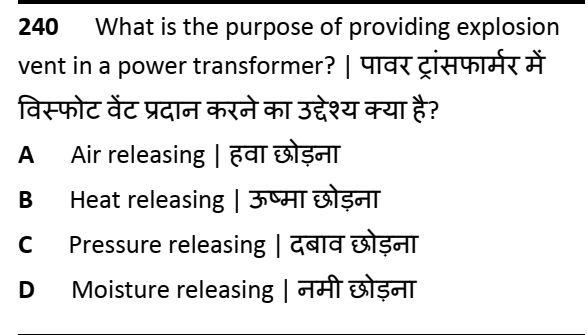 240 What is the purpose of providing explosion
vent in a power transformer? | पावर ट्रांसफार्मर में
विस्फोट वेंट प्रदान करने का उद्देश्य क्या है?
A Air releasing | हवा छोड़ना
B Heat releasing | ऊष्मा छोड़ना
C Pressure releasing | दबाव छोड़ना
D Moisture releasing | नमी छोड़ना